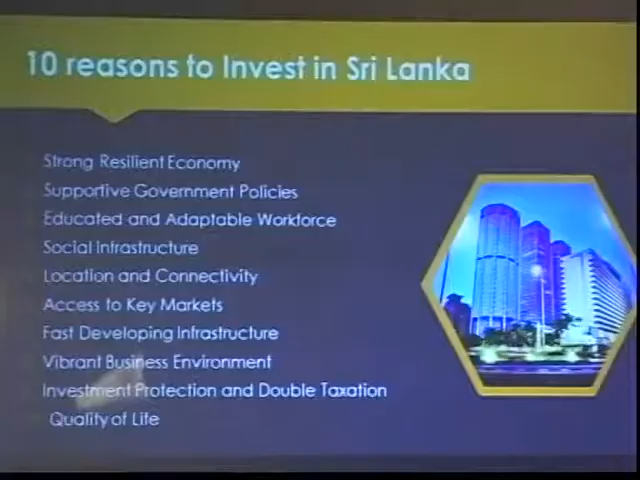 10 reasons to Invest in Sri Lanka
Strong Resilient Economy
Supportive Government Policies
Educated and Adaptable Workforce
Social Infrastructure
Location and Connectivity
Access to Key Markets
Fast Developing Infrastructure
Vibrant Business Environment
Investment Protection and Double Taxation
Quality of Life